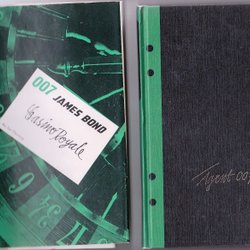 007 JAMES BOND
Casino Royale
Agent 007